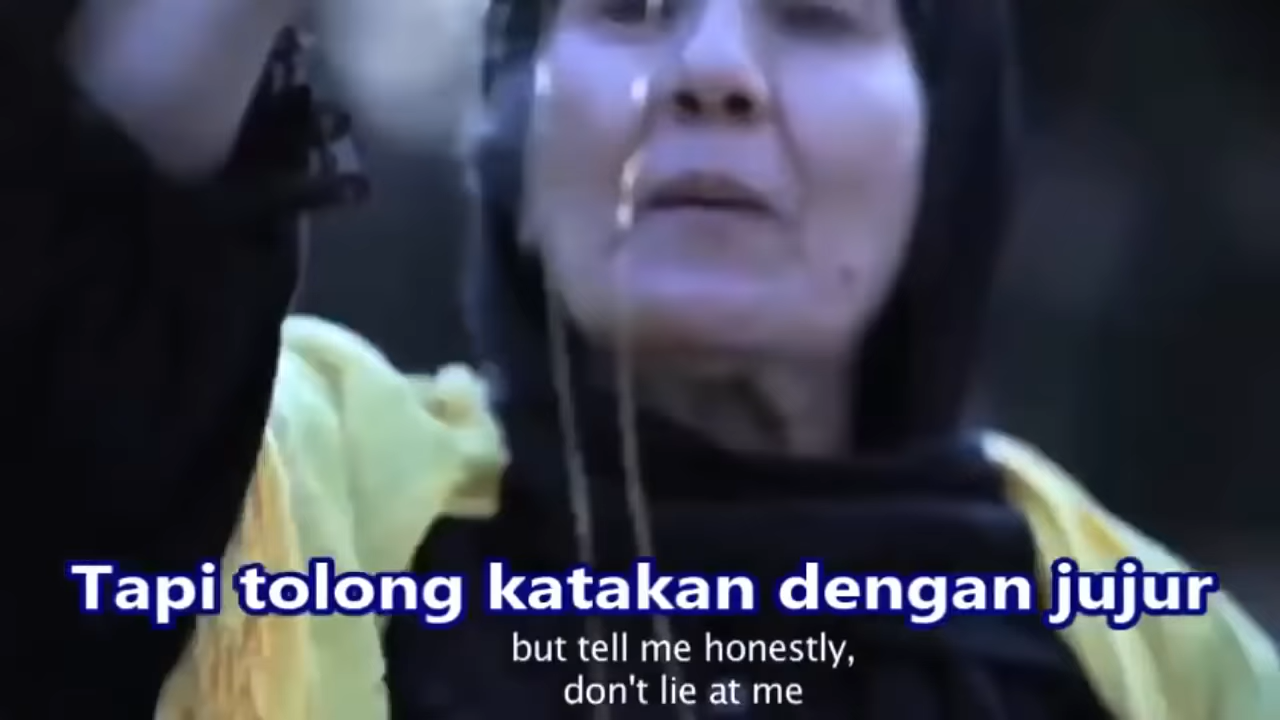 Tapi tolong katakan dengan jujur
but tell me honestly,
don't lie at me